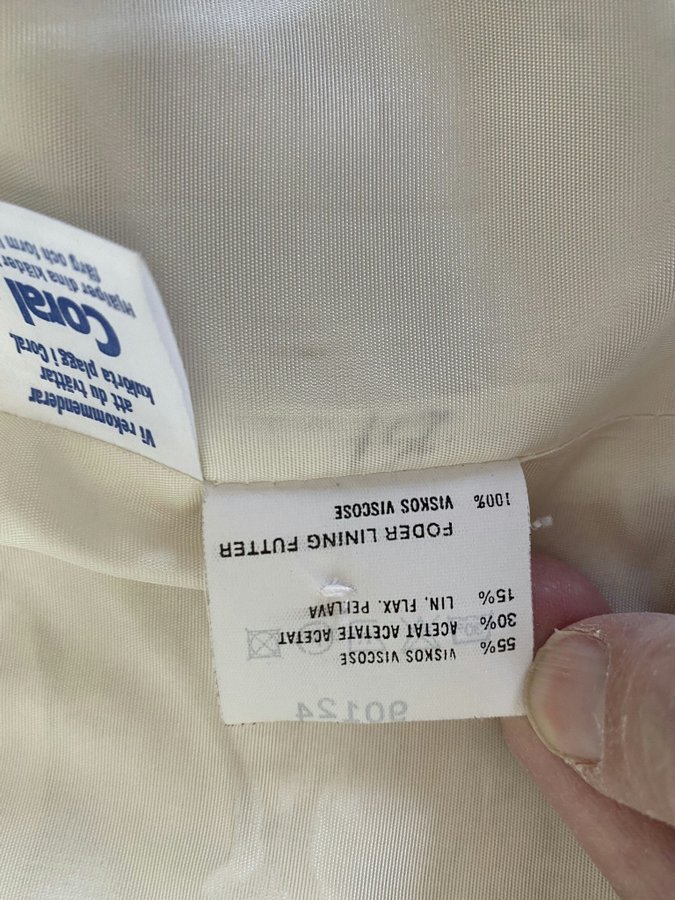 90124
55% VISKOS VISCOSE
30% ACETAT ACETATE ACETAT
15% LIN. FLAX. PELLAVA
FODER LINING FUTTER
100% VISKOS VISCOSE
Vi rekommenderar
att du tvättar
kulörta plagg i Coral.
Coral
Hjälper dina kläder
färg och form